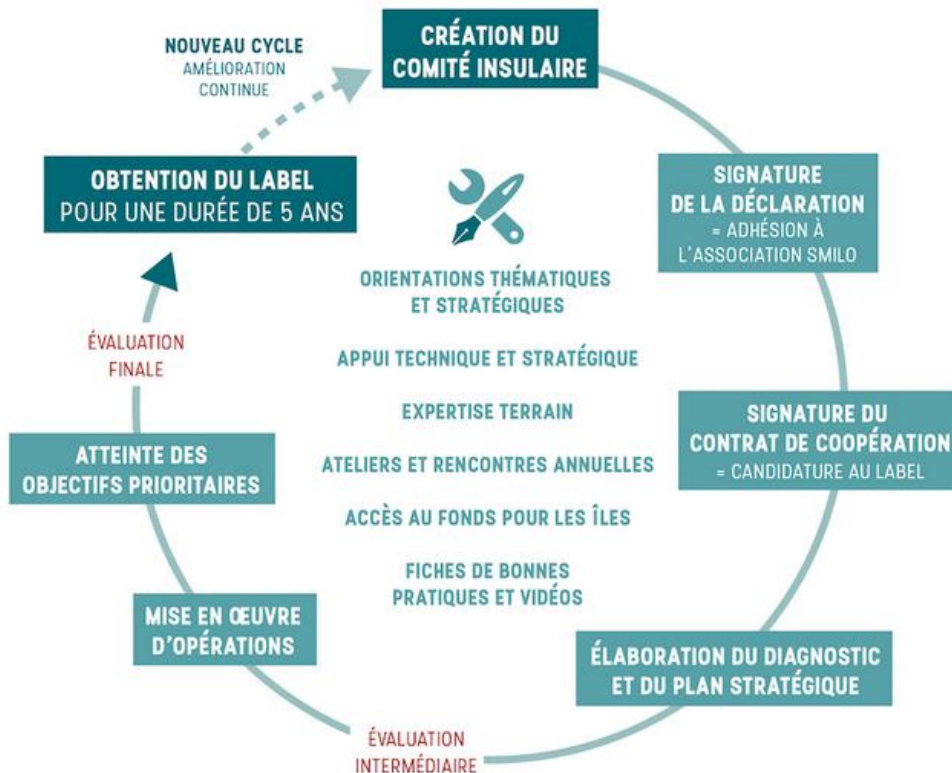 CRÉATION DU
COMITÉ INSULAIRE
SIGNATURE
DE LA DÉCLARATION
= ADHÉSION À
L'ASSOCIATION SMILO
SIGNATURE DU
CONTRAT DE COOPÉRATION
= CANDIDATURE AU LABEL
ÉLABORATION DU DIAGNOSTIC
ET DU PLAN STRATÉGIQUE
ÉVALUATION
INTERMÉDIAIRE
MISE EN ŒUVRE
D'OPÉRATIONS
ATTEINTE DES
OBJECTIFS PRIORITAIRES
ÉVALUATION
FINALE
OBTENTION DU LABEL
POUR UNE DURÉE DE 5 ANS
NOUVEAU CYCLE
AMÉLIORATION
CONTINUE
ORIENTATIONS THÉMATIQUES
ET STRATÉGIQUES
APPUI TECHNIQUE ET STRATÉGIQUE
EXPERTISE TERRAIN
ATELIERS ET RENCONTRES ANNUELLES
ACCÈS AU FONDS POUR LES ÎLES
FICHES DE BONNES
PRATIQUES ET VIDÉOS